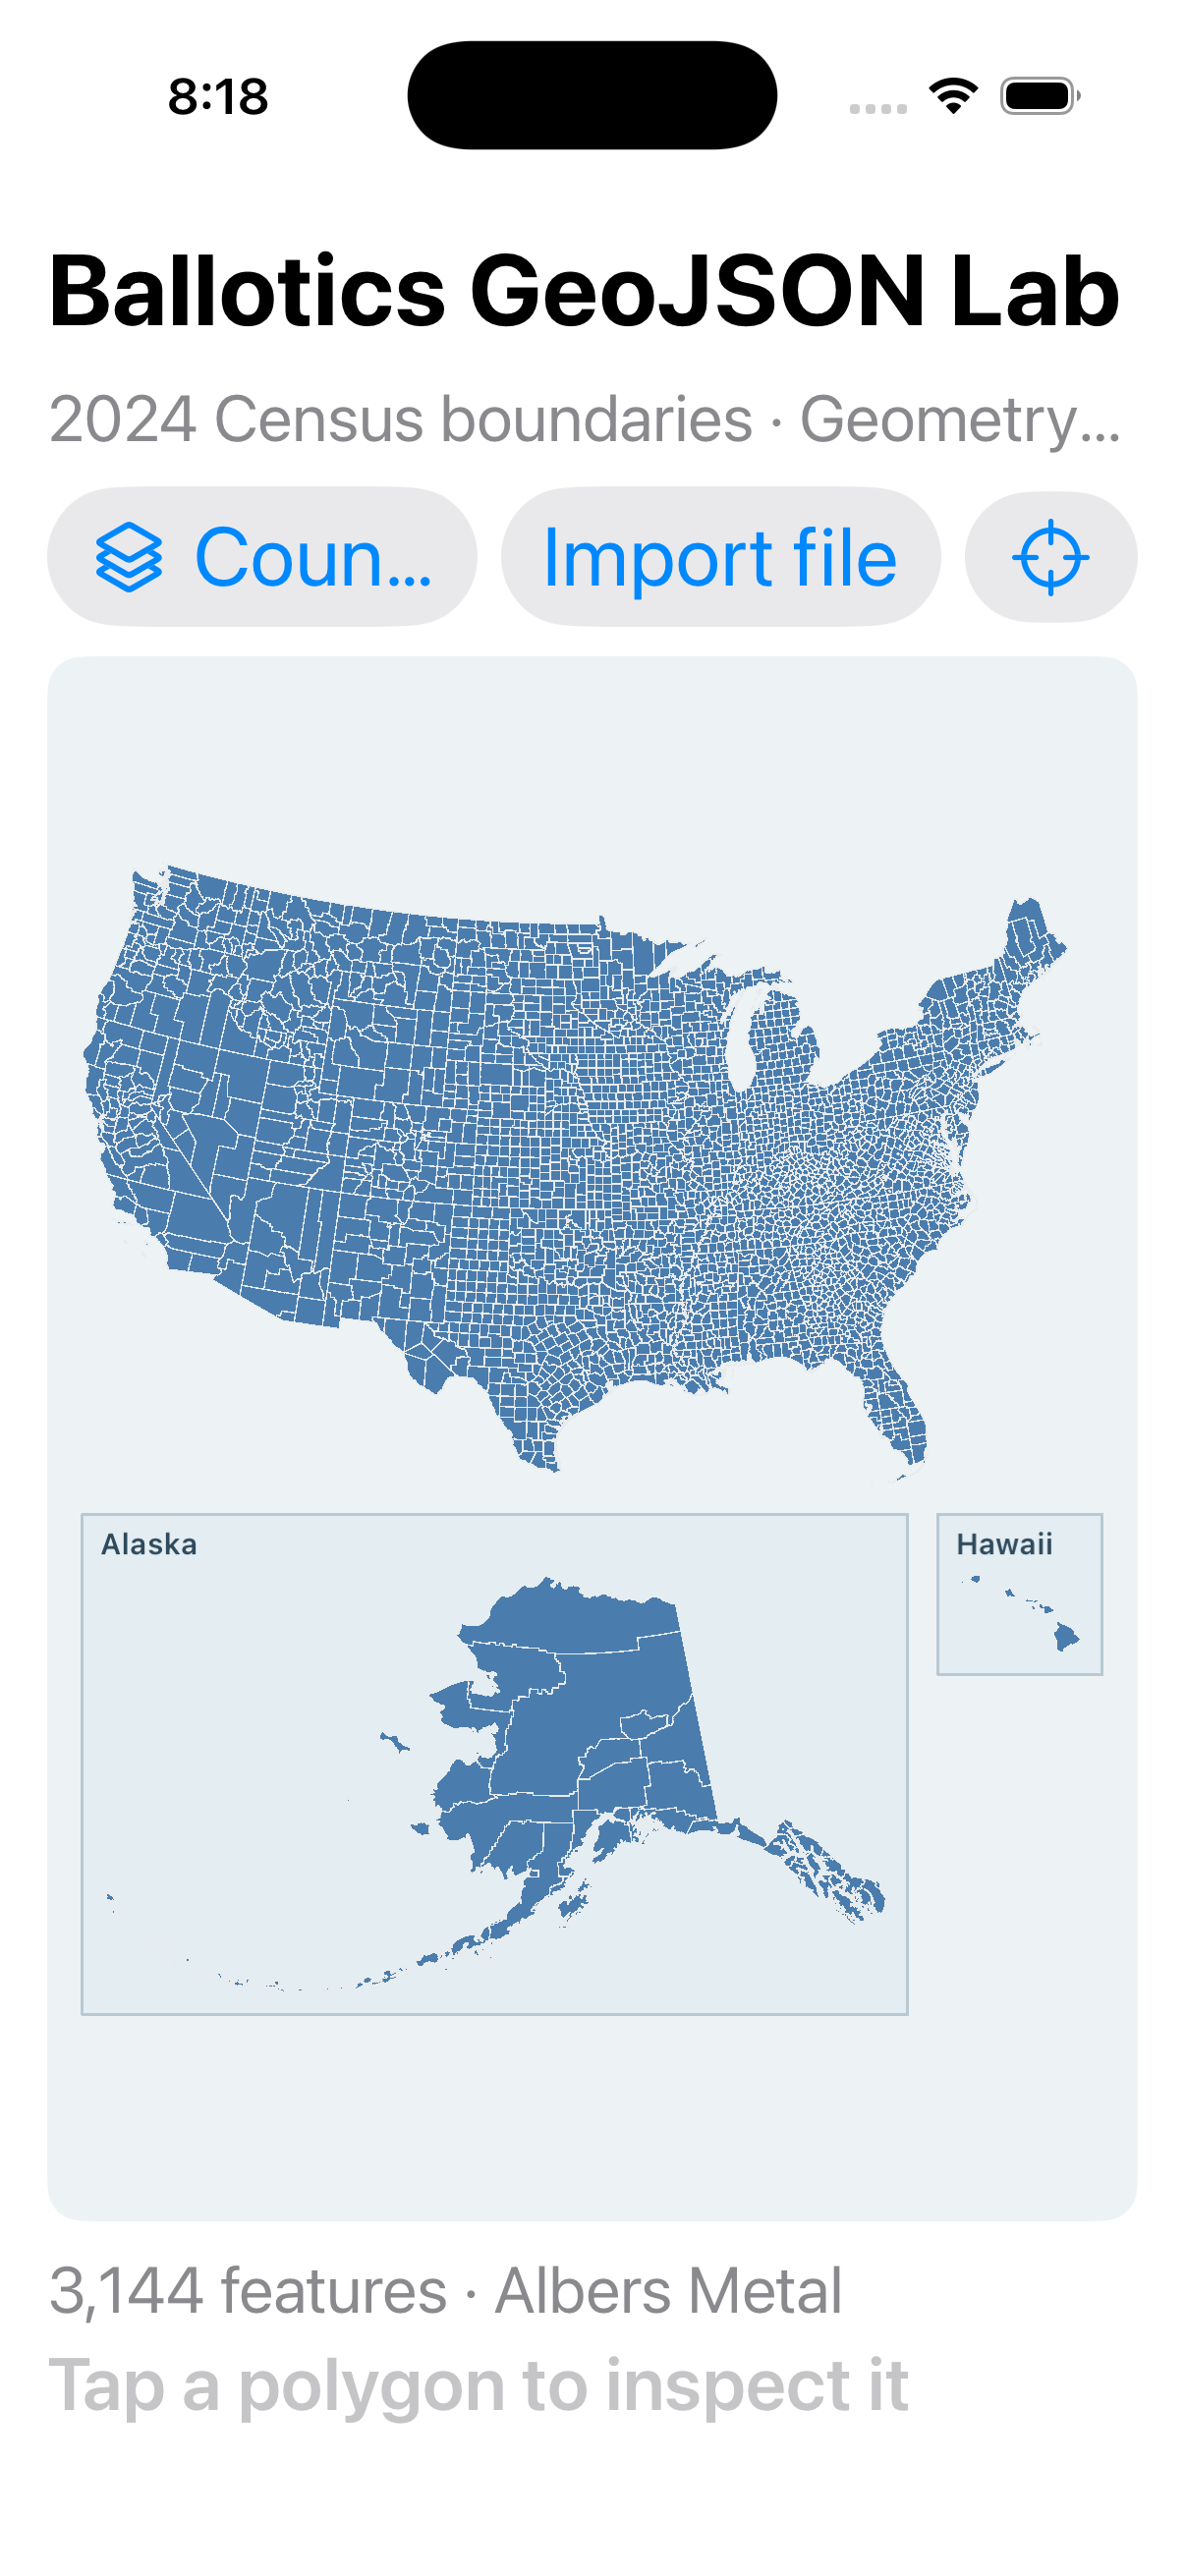 8:18
Ballotics GeoJSON Lab
2024 Census boundaries · Geometry...
Coun...
Import file
Alaska
Hawaii
3,144 features · Albers Metal
Tap a polygon to inspect it